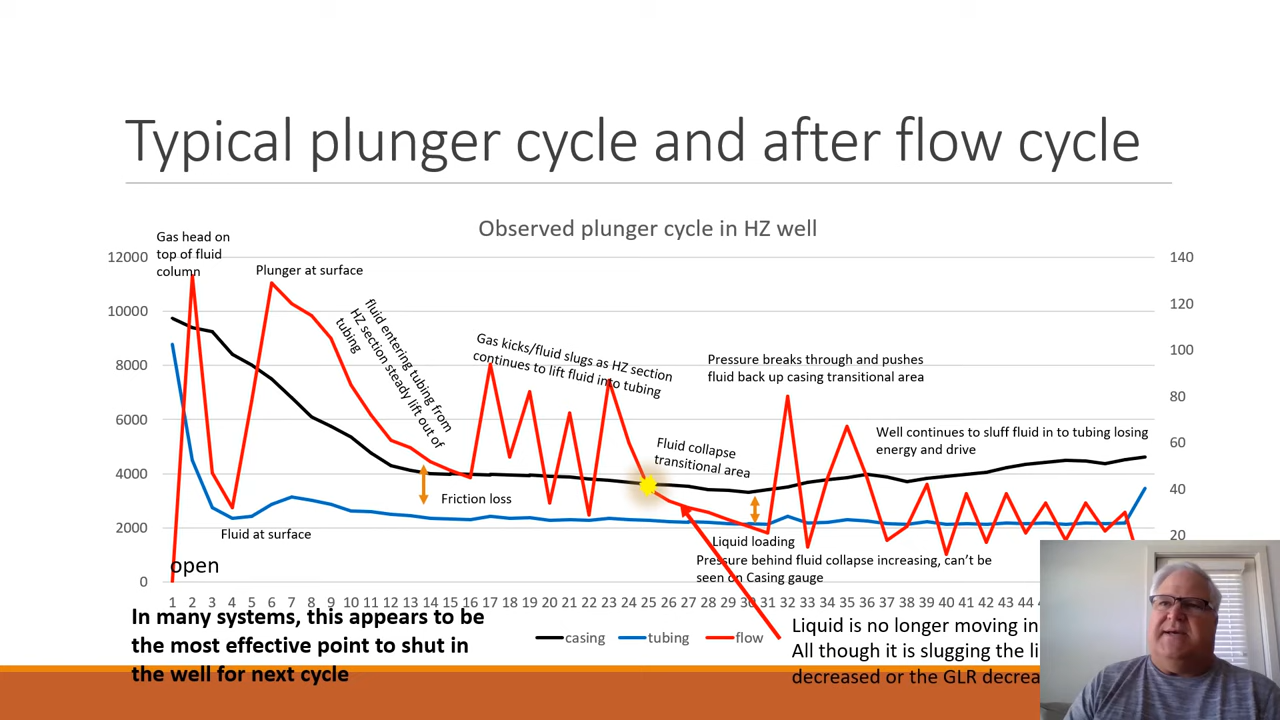 Typical plunger cycle and after flow cycle
Observed plunger cycle in HZ well
Gas head on
top of fluid
column
Plunger at surface
fluid entering tubing from
HZ section steady lift out of
tubing
Gas kicks/fluid slugs as HZ section
continues to lift fluid into tubing
Pressure breaks through and pushes
fluid back up casing transitional area
Fluid collapse
transitional area
Well continues to sluff fluid in to tubing losing
energy and drive
Friction loss
Fluid at surface
Liquid loading
Pressure behind fluid collapse increasing, can't be
seen on Casing gauge
open
12000
10000
8000
6000
4000
2000
0
140
120
100
80
60
40
20
1 2 3 4 5 6 7 8 9 10 11 12 13 14 15 16 17 18 19 20 21 22 23 24 25 26 27 28 29 30 31 32 33 34 35 36 37 38 39 40 41 42 43 44
casing tubing flow
In many systems, this appears to be
the most effective point to shut in
the well for next cycle
Liquid is no longer moving in
All though it is slugging the li
decreased or the GLR decrea